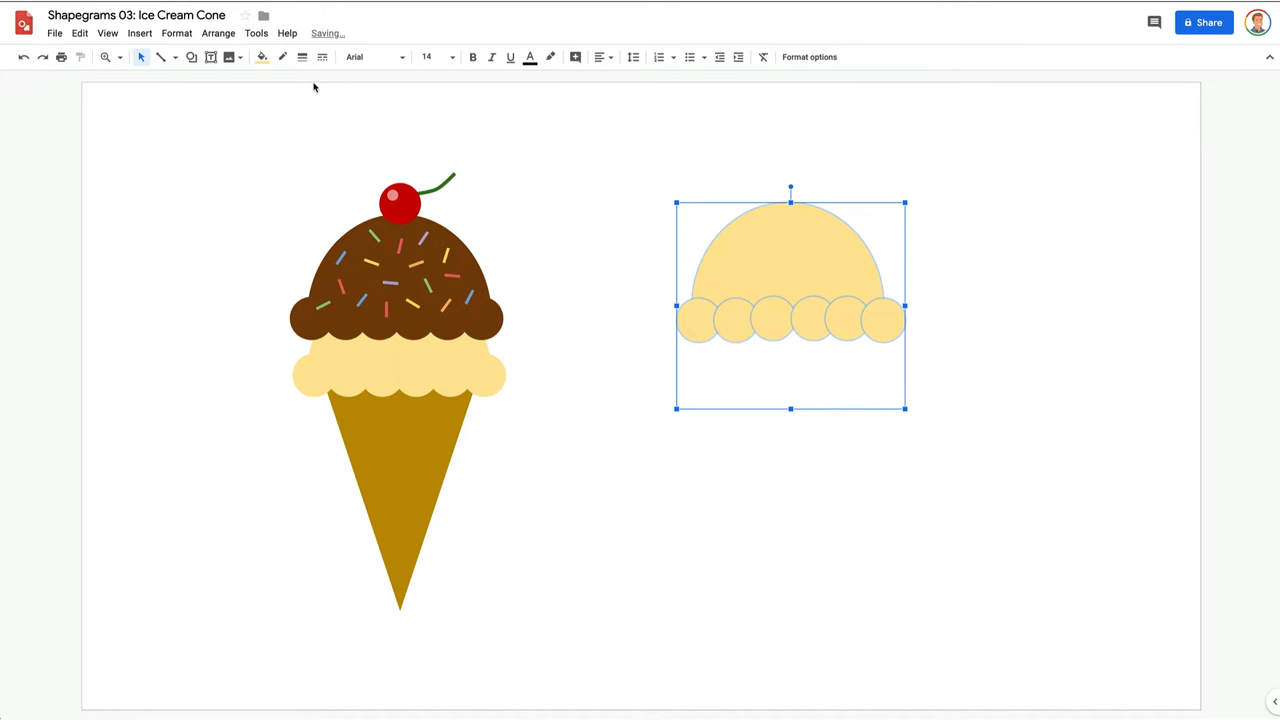 Shapegrams 03: Ice Cream Cone
File Edit View Insert Format Arrange Tools Help Saving...
Share
Arial 14 B I U A Format options